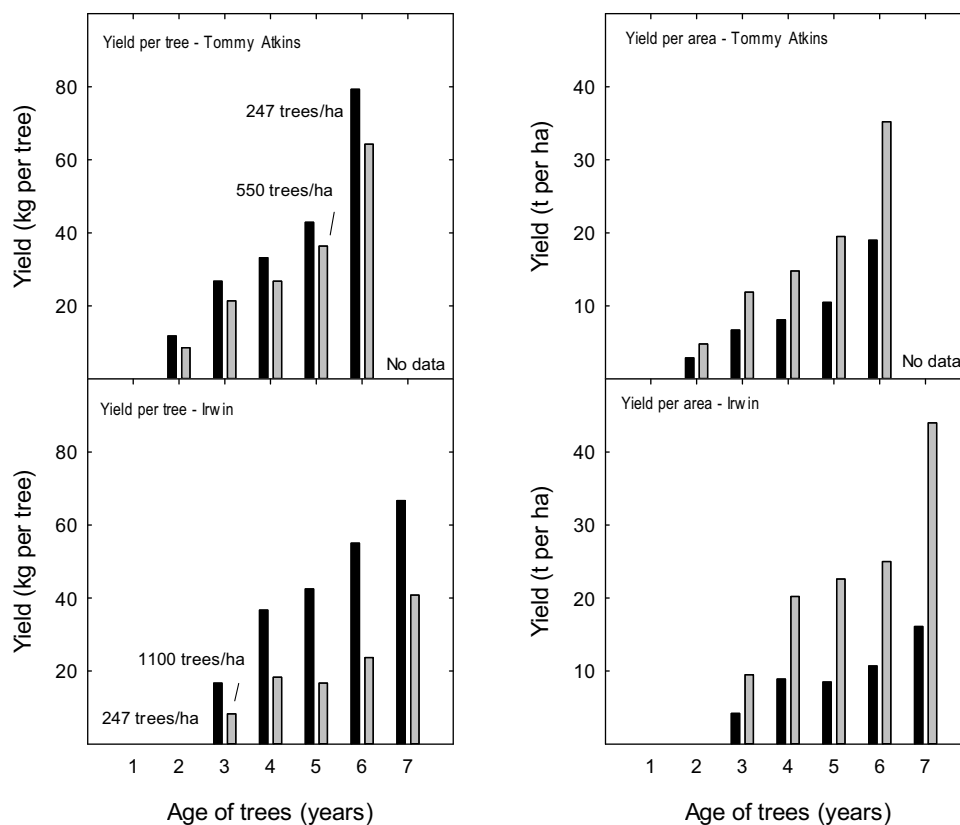 Yield per tree - Tommy Atkins
247 trees/ha
550 trees/ha
No data
80
60
40
20
Yield (kg per tree)
Yield per area - Tommy Atkins
No data
40
30
20
10
Yield (t per ha)
Yield per tree - Irwin
1100 trees/ha
247 trees/ha
80
60
40
20
Yield (kg per tree)
1 2 3 4 5 6 7
Age of trees (years)
Yield per area - Irwin
40
30
20
10
Yield (t per ha)
1 2 3 4 5 6 7
Age of trees (years)